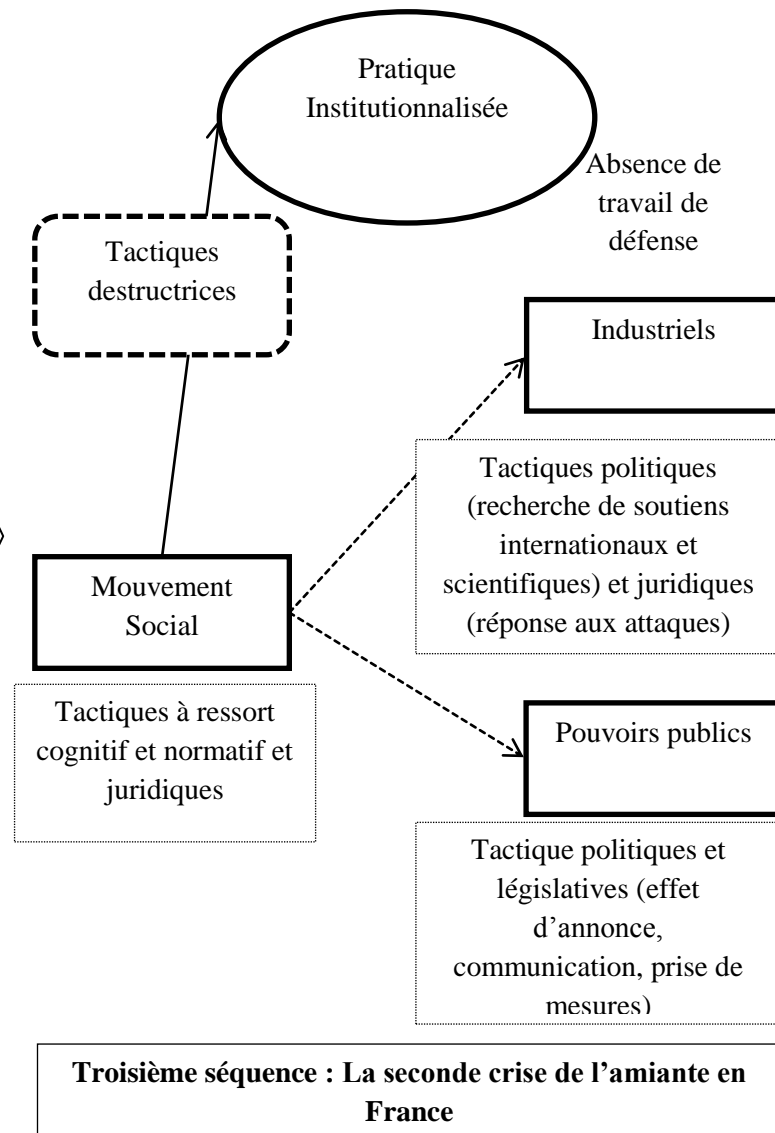 Pratique
Institutionnalisée
Absence de
travail de
défense
Tactiques
destructrices
Industriels
Tactiques politiques
(recherche de soutiens
internationaux et
scientifiques) et juridiques
(réponse aux attaques)
Mouvement
Social
Tactiques à ressort
cognitif et normatif et
juridiques
Pouvoirs publics
Tactique politiques et
législatives (effet
d’annonce,
communication, prise de
mesures)
Troisième séquence : La seconde crise de l’amiante en
France